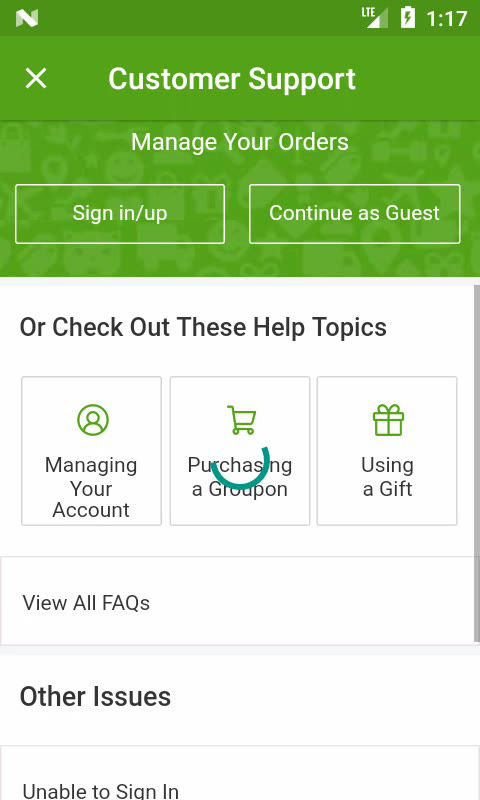 LTE 1:17
Customer Support
Manage Your Orders
Sign in/up
Continue as Guest
Or Check Out These Help Topics
Managing
Your
Account
Purchasing
a Groupon
Using
a Gift
View All FAQs
Other Issues
Unable to Sign In